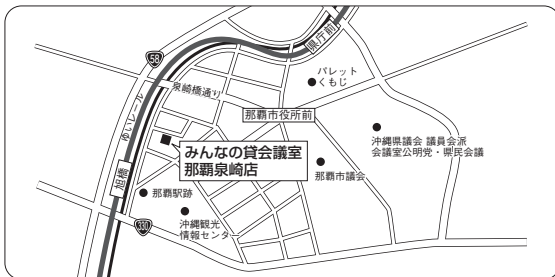 58
県庁前
パレット
くもじ
泉崎橋通り
ゆいレール
那覇市役所前
沖縄県議会 議員会派
会議室公明党・県民会議
みんなの貸会議室
那覇泉崎店
那覇市議会
旭橋
那覇駅跡
沖縄観光
情報センター
330